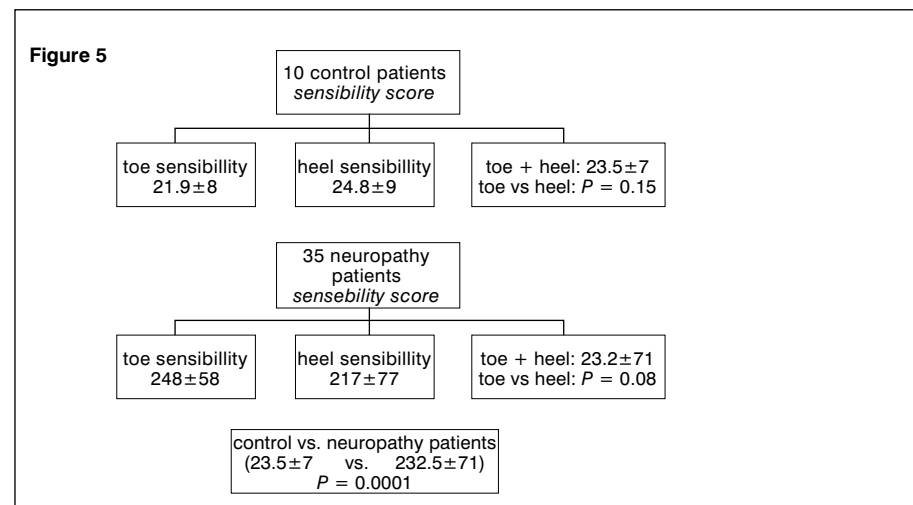 Figure 5
10 control patients
sensibility score
toe sensibillity
21.9±8
heel sensibillity
24.8±9
toe + heel: 23.5±7
toe vs heel: P = 0.15
35 neuropathy
patients
sensebility score
toe sensibillity
248±58
heel sensibillity
217±77
toe + heel: 23.2±71
toe vs heel: P = 0.08
control vs. neuropathy patients
(23.5±7 vs. 232.5±71)
P = 0.0001